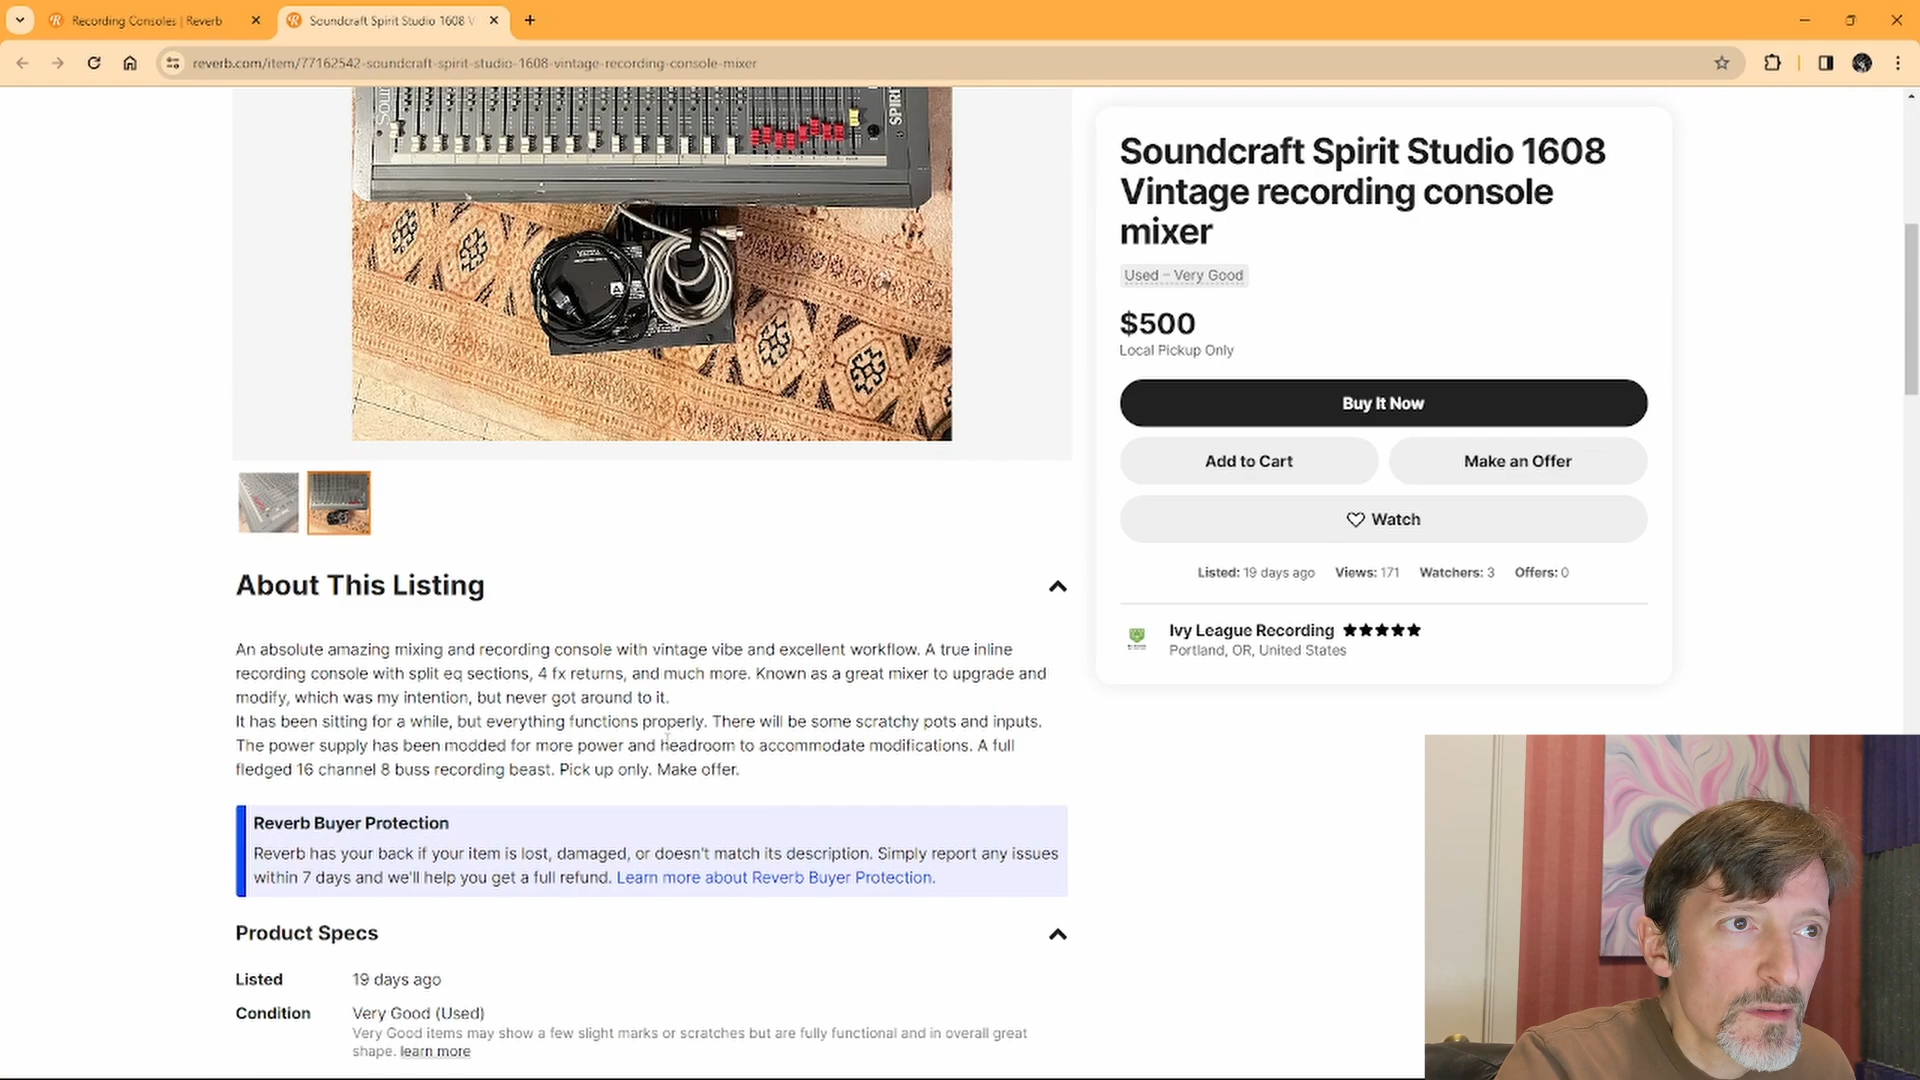 Recording Consoles | Reverb
Soundcraft Spirit Studio 1608 V
reverb.com/item/77162542-soundcraft-spirit-studio-1608-vintage-recording-console-mixer
SPIRIT
Soundcraft Spirit Studio 1608
Vintage recording console
mixer
Used – Very Good
$500
Local Pickup Only
Buy It Now
Add to Cart
Make an Offer
Watch
Listed: 19 days ago Views: 171 Watchers: 3 Offers: 0
Ivy League Recording
Portland, OR, United States
About This Listing
An absolute amazing mixing and recording console with vintage vibe and excellent workflow. A true inline
recording console with split eq sections, 4 fx returns, and much more. Known as a great mixer to upgrade and
modify, which was my intention, but never got around to it.
It has been sitting for a while, but everything functions properly. There will be some scratchy pots and inputs.
The power supply has been modded for more power and headroom to accommodate modifications. A full
fledged 16 channel 8 buss recording beast. Pick up only. Make offer.
Reverb Buyer Protection
Reverb has your back if your item is lost, damaged, or doesn't match its description. Simply report any issues
within 7 days and we'll help you get a full refund. Learn more about Reverb Buyer Protection.
Product Specs
Listed 19 days ago
Condition Very Good (Used)
Very Good items may show a few slight marks or scratches but are fully functional and in overall great
shape. learn more